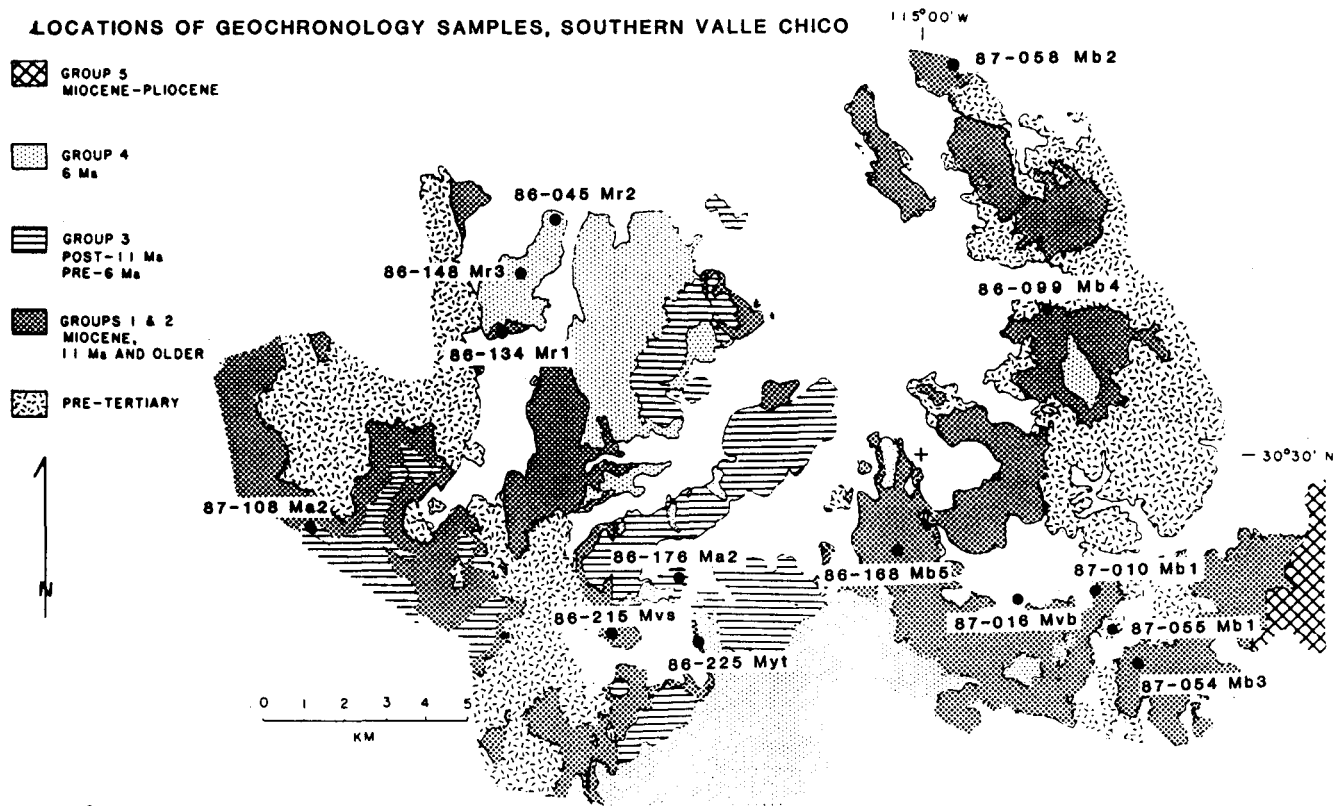 LOCATIONS OF GEOCHRONOLOGY SAMPLES, SOUTHERN VALLE CHICO
115°00' W
GROUP 5
MIOCENE-PLIOCENE
GROUP 4
6 Ma
GROUP 3
POST-11 Ma
PRE-6 Ma
GROUPS 1 & 2
MIOCENE,
11 Ma AND OLDER
PRE-TERTIARY
N
87-058 Mb2
86-045 Mr2
86-148 Mr3
86-099 Mb4
86-134 Mr1
30°30' N
87-108 Ma2
86-176 Ma2
86-168 Mb5
87-010 Mb1
86-215 Mvs
87-016 Mvb
87-055 Mb1
86-225 Myt
87-054 Mb3
0 1 2 3 4 5
KM